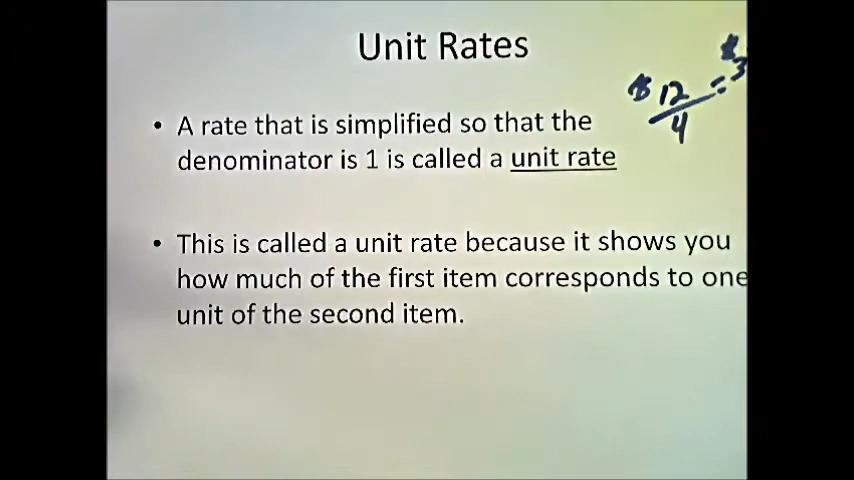 Unit Rates
$12/4 = $3
• A rate that is simplified so that the
denominator is 1 is called a unit rate
• This is called a unit rate because it shows you
how much of the first item corresponds to one
unit of the second item.